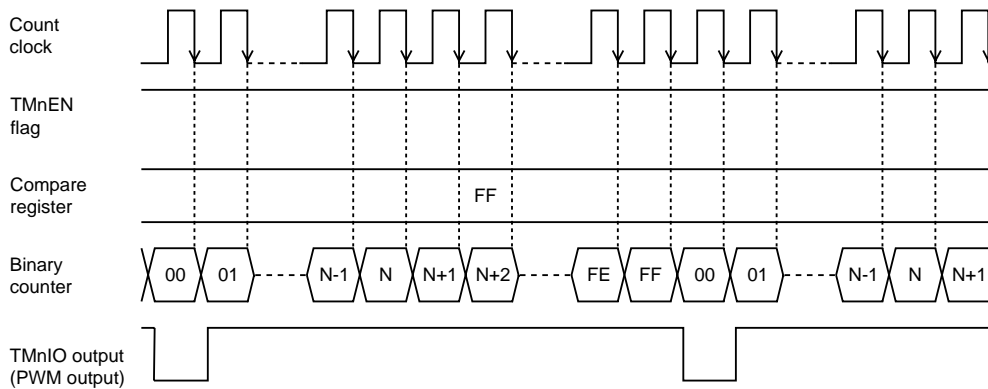 Count
clock
TMnEN
flag
Compare
register
FF
Binary
counter
00 01 N-1 N N+1 N+2 FE FF 00 01 N-1 N N+1
TMnIO output
(PWM output)